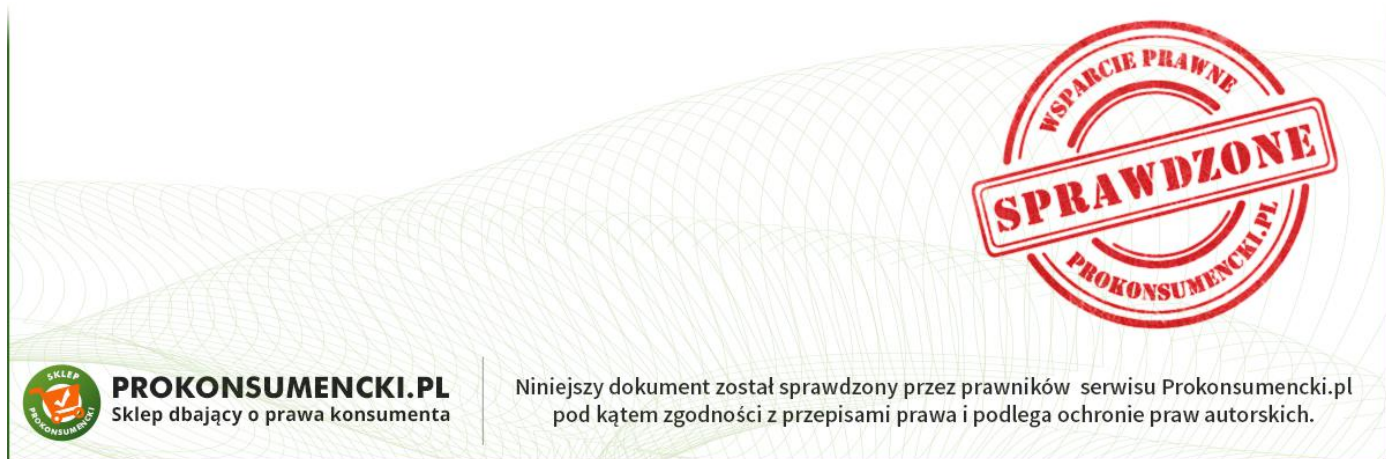 WSPARCIE PRAWNE
SPRAWDZONE
PROKONSUMENCKI.PL
SKLEP
PROKONSUMENCKI
PROKONSUMENCKI.PL
Sklep dbający o prawa konsumenta
Niniejszy dokument został sprawdzony przez prawników serwisu Prokonsumencki.pl
pod kątem zgodności z przepisami prawa i podlega ochronie praw autorskich.